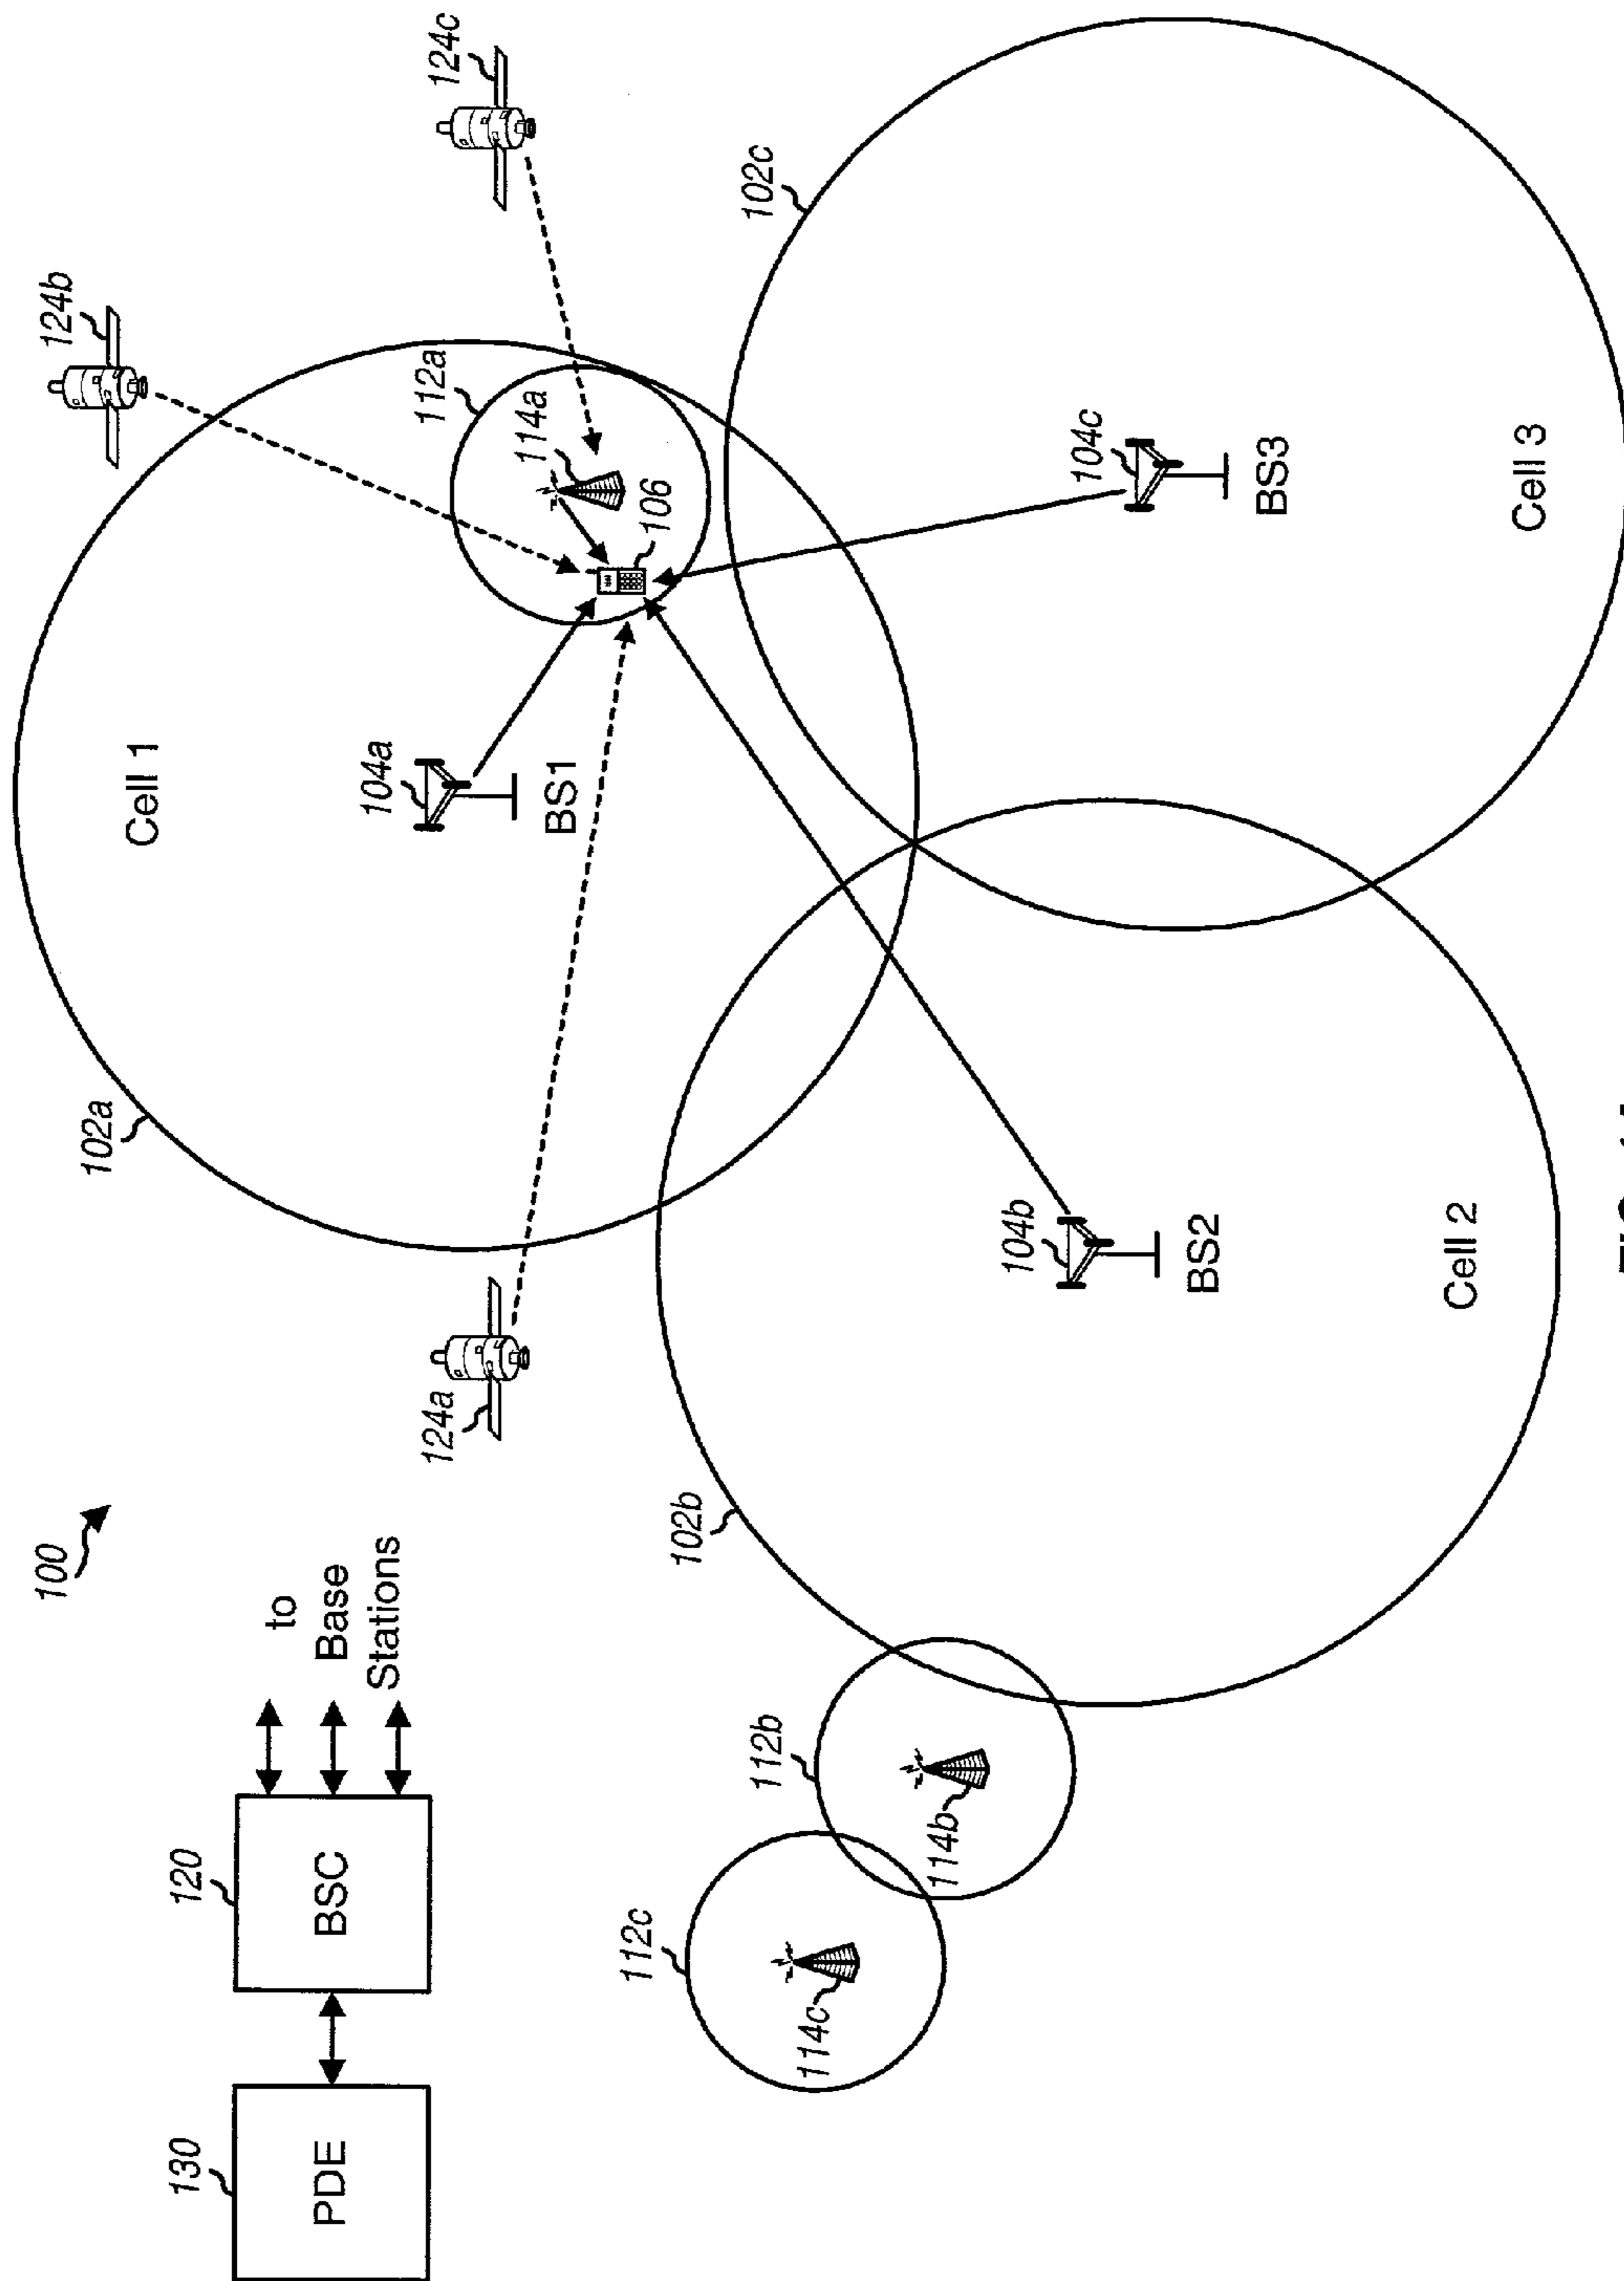 100
130
PDE
120
BSC
to
Base
Stations
124a
124b
124c
102a
Cell 1
104a
BS1
112a
114a
106
102b
104b
BS2
Cell 2
102c
104c
BS3
Cell 3
112c
114c
112b
114b